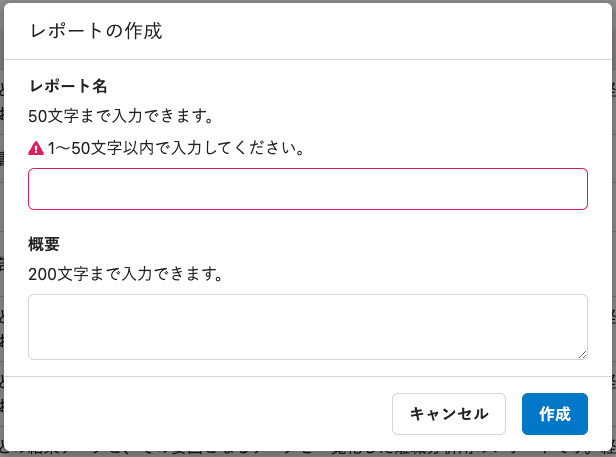 レポートの作成
レポート名
50文字まで入力できます。
1〜50文字以内で入力してください。
概要
200文字まで入力できます。
キャンセル
作成